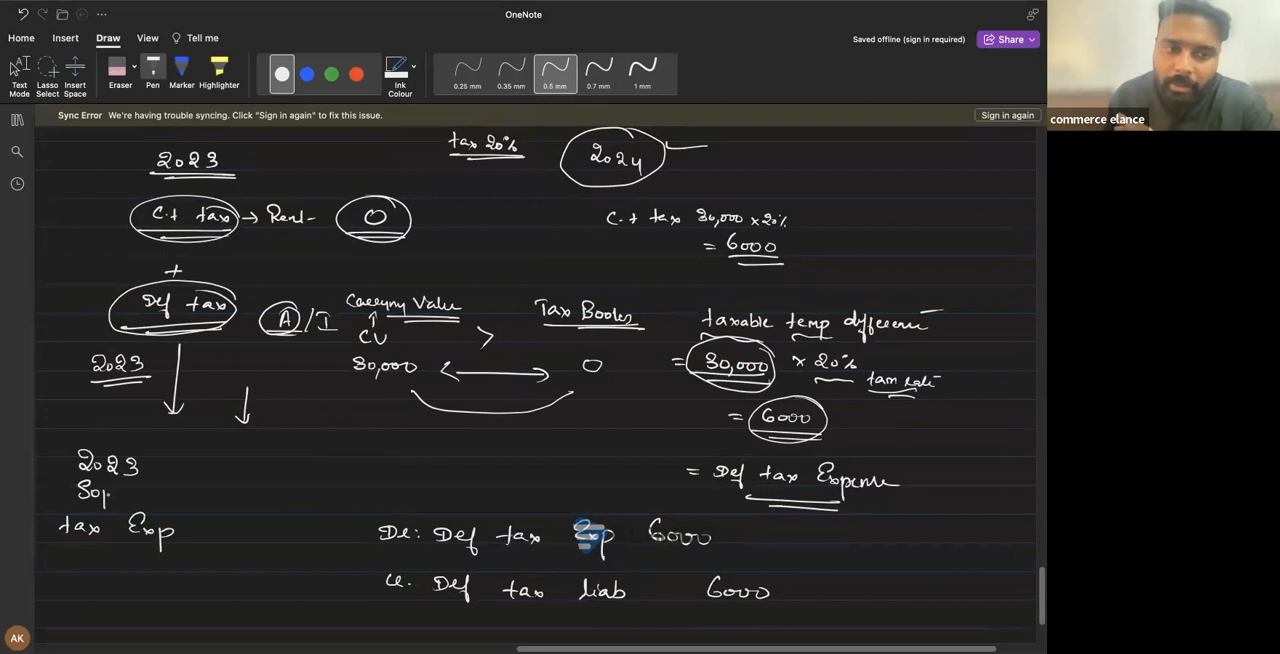 OneNote
Home Insert Draw View Tell me
Saved offline (sign in required) Share
Text Mode Lasso Select Insert Space Eraser Pen Marker Highlighter Ink Colour 0.25 mm 0.35 mm 0.5 mm 0.7 mm 1 mm
Sync Error We're having trouble syncing. Click "Sign in again" to fix this issue. Sign in again
commerce elance
2023 tax 20% 2024
C.t tax → Rent - 0 C.t tax 30,000 x 20%
= 6000
+
Def tax A / I Carryng Value Tax Books taxable temp different
CV >
2023 30,000 0 = 30,000 x 20%
tax rate
= 6000
2023 = Def tax Expense
Sop
tax Exp De: Def tax Exp 6000
Cr. Def tax liab 6000
AK